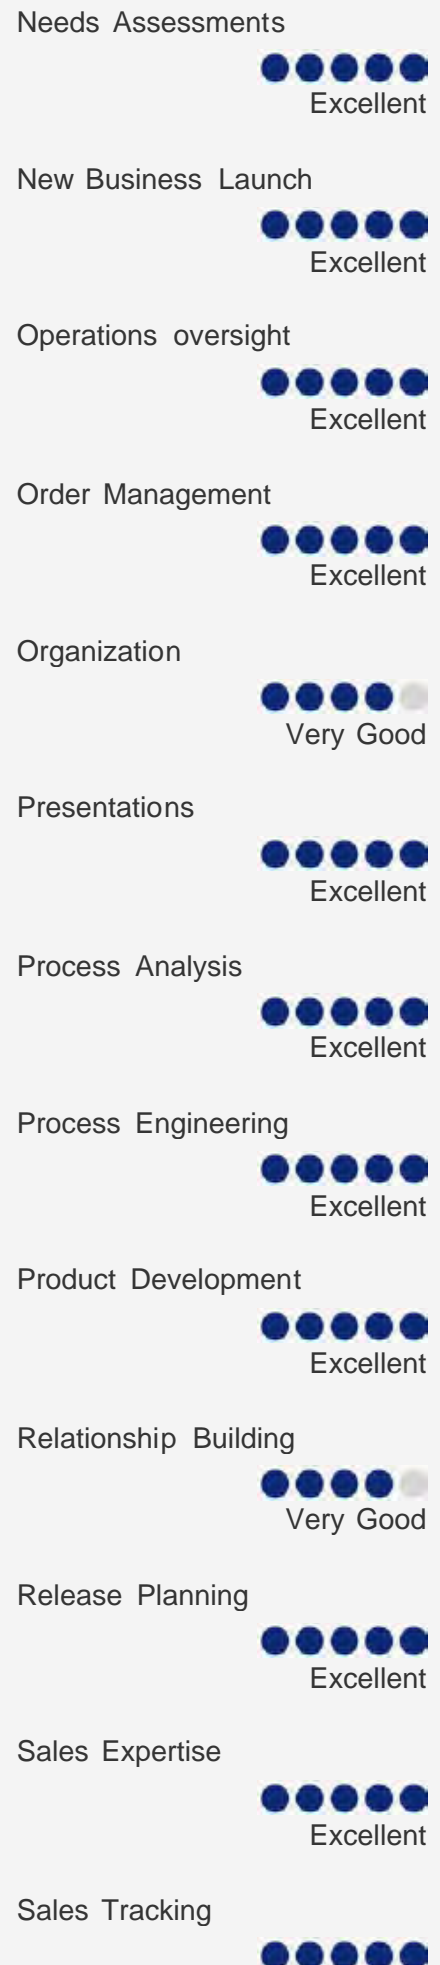 Needs Assessments
Excellent
New Business Launch
Excellent
Operations oversight
Excellent
Order Management
Excellent
Organization
Very Good
Presentations
Excellent
Process Analysis
Excellent
Process Engineering
Excellent
Product Development
Excellent
Relationship Building
Very Good
Release Planning
Excellent
Sales Expertise
Excellent
Sales Tracking